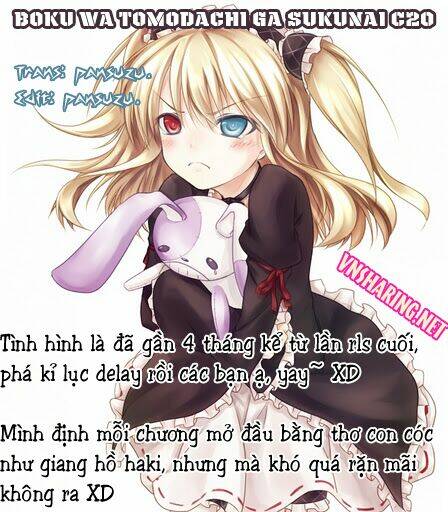 BOKU WA TOMODACHI GA SUKUNAI C20
Trans: pansuzu.
Edit: pansuzu.
VNSHARING.NET
Tình hình là đã gần 4 tháng kể từ lần rls cuối,
phá kỉ lục delay rồi các bạn ạ, yay~ XD
Mình định mỗi chương mở đầu bằng thơ con cóc
như giang hồ haki, nhưng mà khó quá rặn mãi
không ra XD